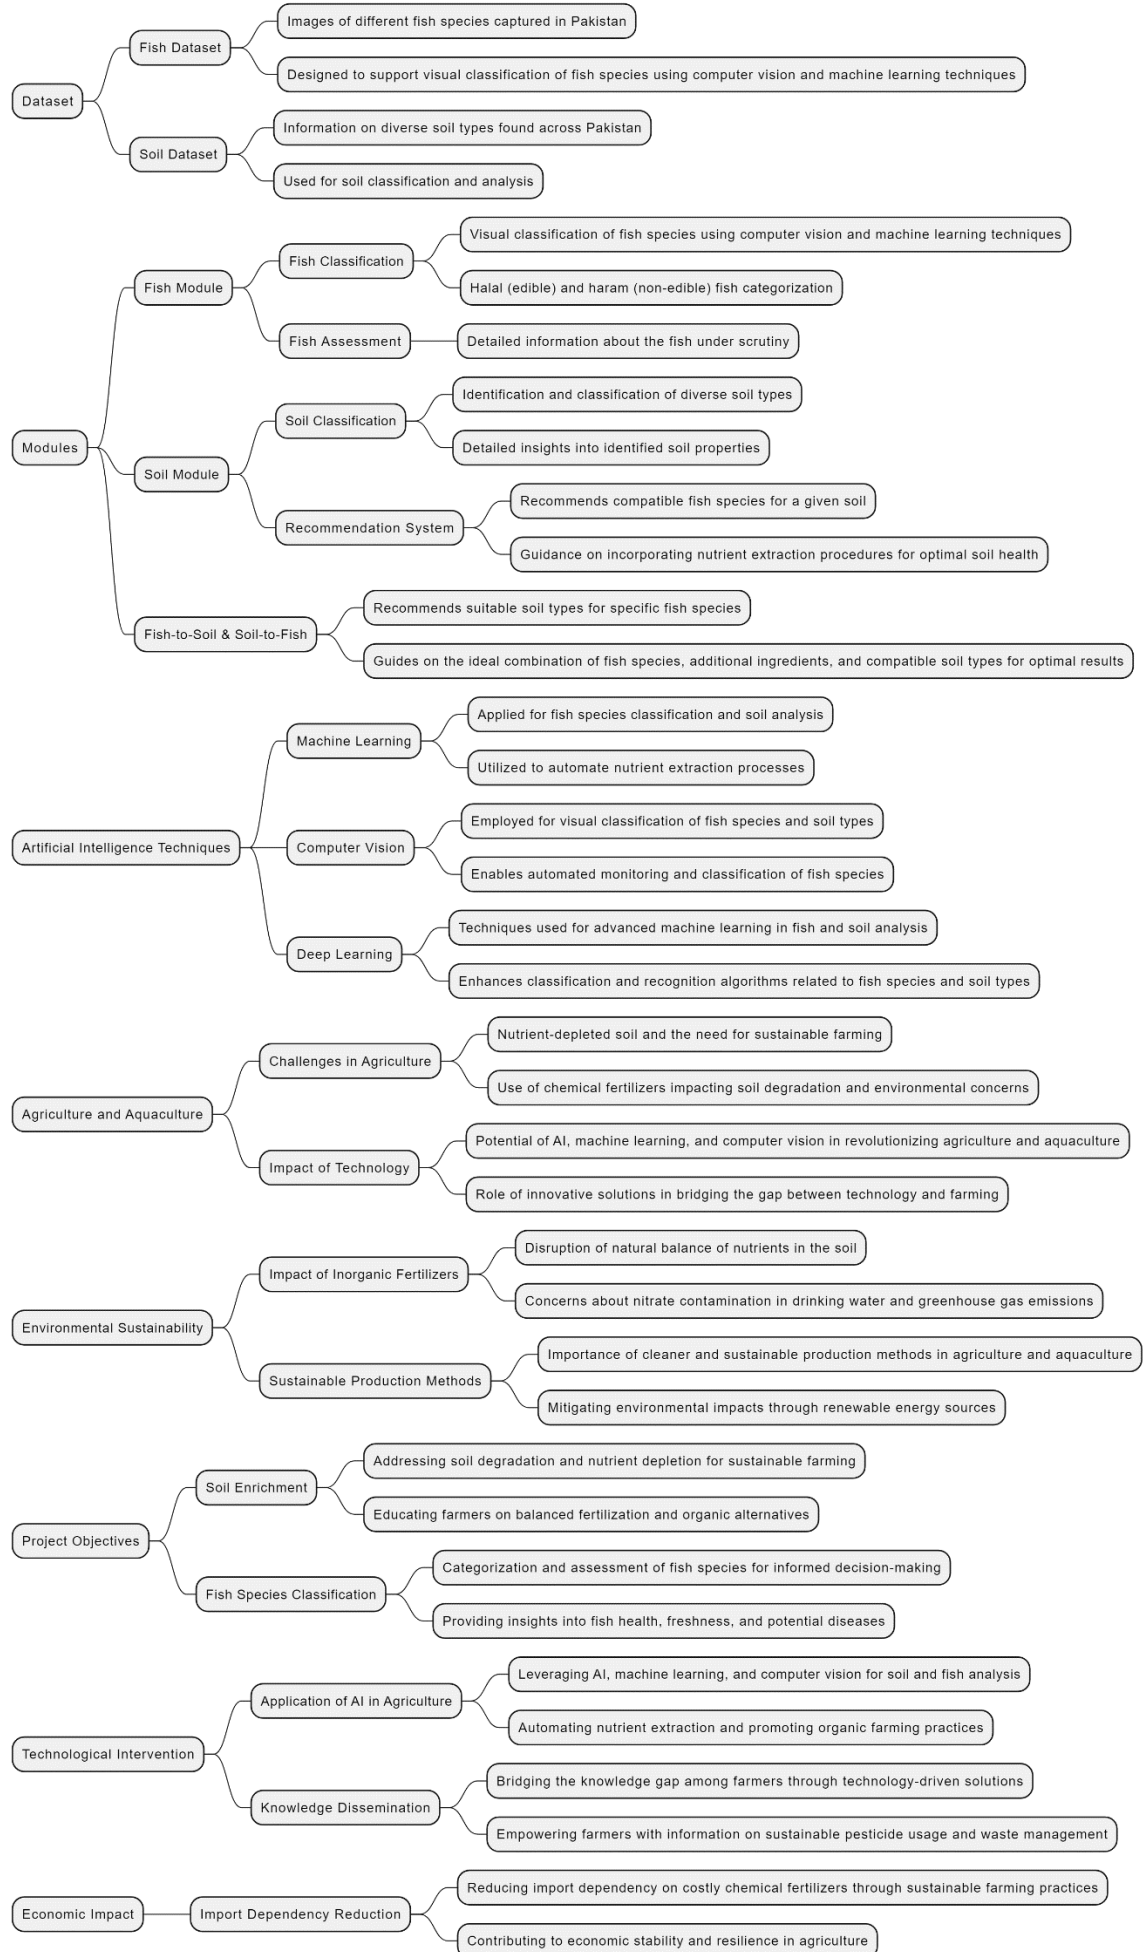 Images of different fish species captured in Pakistan
Fish Dataset
Designed to support visual classification of fish species using computer vision and machine learning techniques
Dataset
Information on diverse soil types found across Pakistan
Soil Dataset
Used for soil classification and analysis
Visual classification of fish species using computer vision and machine learning techniques
Fish Classification
Fish Module
Halal (edible) and haram (non-edible) fish categorization
Fish Assessment
Detailed information about the fish under scrutiny
Identification and classification of diverse soil types
Soil Classification
Modules
Detailed insights into identified soil properties
Soil Module
Recommends compatible fish species for a given soil
Recommendation System
Guidance on incorporating nutrient extraction procedures for optimal soil health
Recommends suitable soil types for specific fish species
Fish-to-Soil & Soil-to-Fish
Guides on the ideal combination of fish species, additional ingredients, and compatible soil types for optimal results
Applied for fish species classification and soil analysis
Machine Learning
Utilized to automate nutrient extraction processes
Employed for visual classification of fish species and soil types
Artificial Intelligence Techniques
Computer Vision
Enables automated monitoring and classification of fish species
Techniques used for advanced machine learning in fish and soil analysis
Deep Learning
Enhances classification and recognition algorithms related to fish species and soil types
Nutrient-depleted soil and the need for sustainable farming
Challenges in Agriculture
Use of chemical fertilizers impacting soil degradation and environmental concerns
Agriculture and Aquaculture
Potential of AI, machine learning, and computer vision in revolutionizing agriculture and aquaculture
Impact of Technology
Role of innovative solutions in bridging the gap between technology and farming
Disruption of natural balance of nutrients in the soil
Impact of Inorganic Fertilizers
Concerns about nitrate contamination in drinking water and greenhouse gas emissions
Environmental Sustainability
Importance of cleaner and sustainable production methods in agriculture and aquaculture
Sustainable Production Methods
Mitigating environmental impacts through renewable energy sources
Addressing soil degradation and nutrient depletion for sustainable farming
Soil Enrichment
Educating farmers on balanced fertilization and organic alternatives
Project Objectives
Categorization and assessment of fish species for informed decision-making
Fish Species Classification
Providing insights into fish health, freshness, and potential diseases
Leveraging AI, machine learning, and computer vision for soil and fish analysis
Application of AI in Agriculture
Automating nutrient extraction and promoting organic farming practices
Technological Intervention
Bridging the knowledge gap among farmers through technology-driven solutions
Knowledge Dissemination
Empowering farmers with information on sustainable pesticide usage and waste management
Reducing import dependency on costly chemical fertilizers through sustainable farming practices
Economic Impact
Import Dependency Reduction
Contributing to economic stability and resilience in agriculture